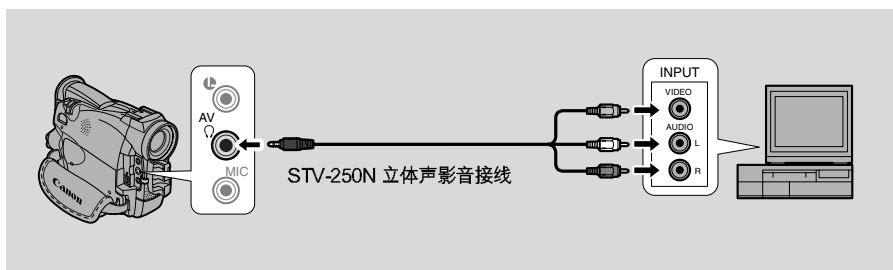 INPUT
VIDEO
AV
AUDIO
L
MIC
R
STV-250N 立体声影音接线
Canon